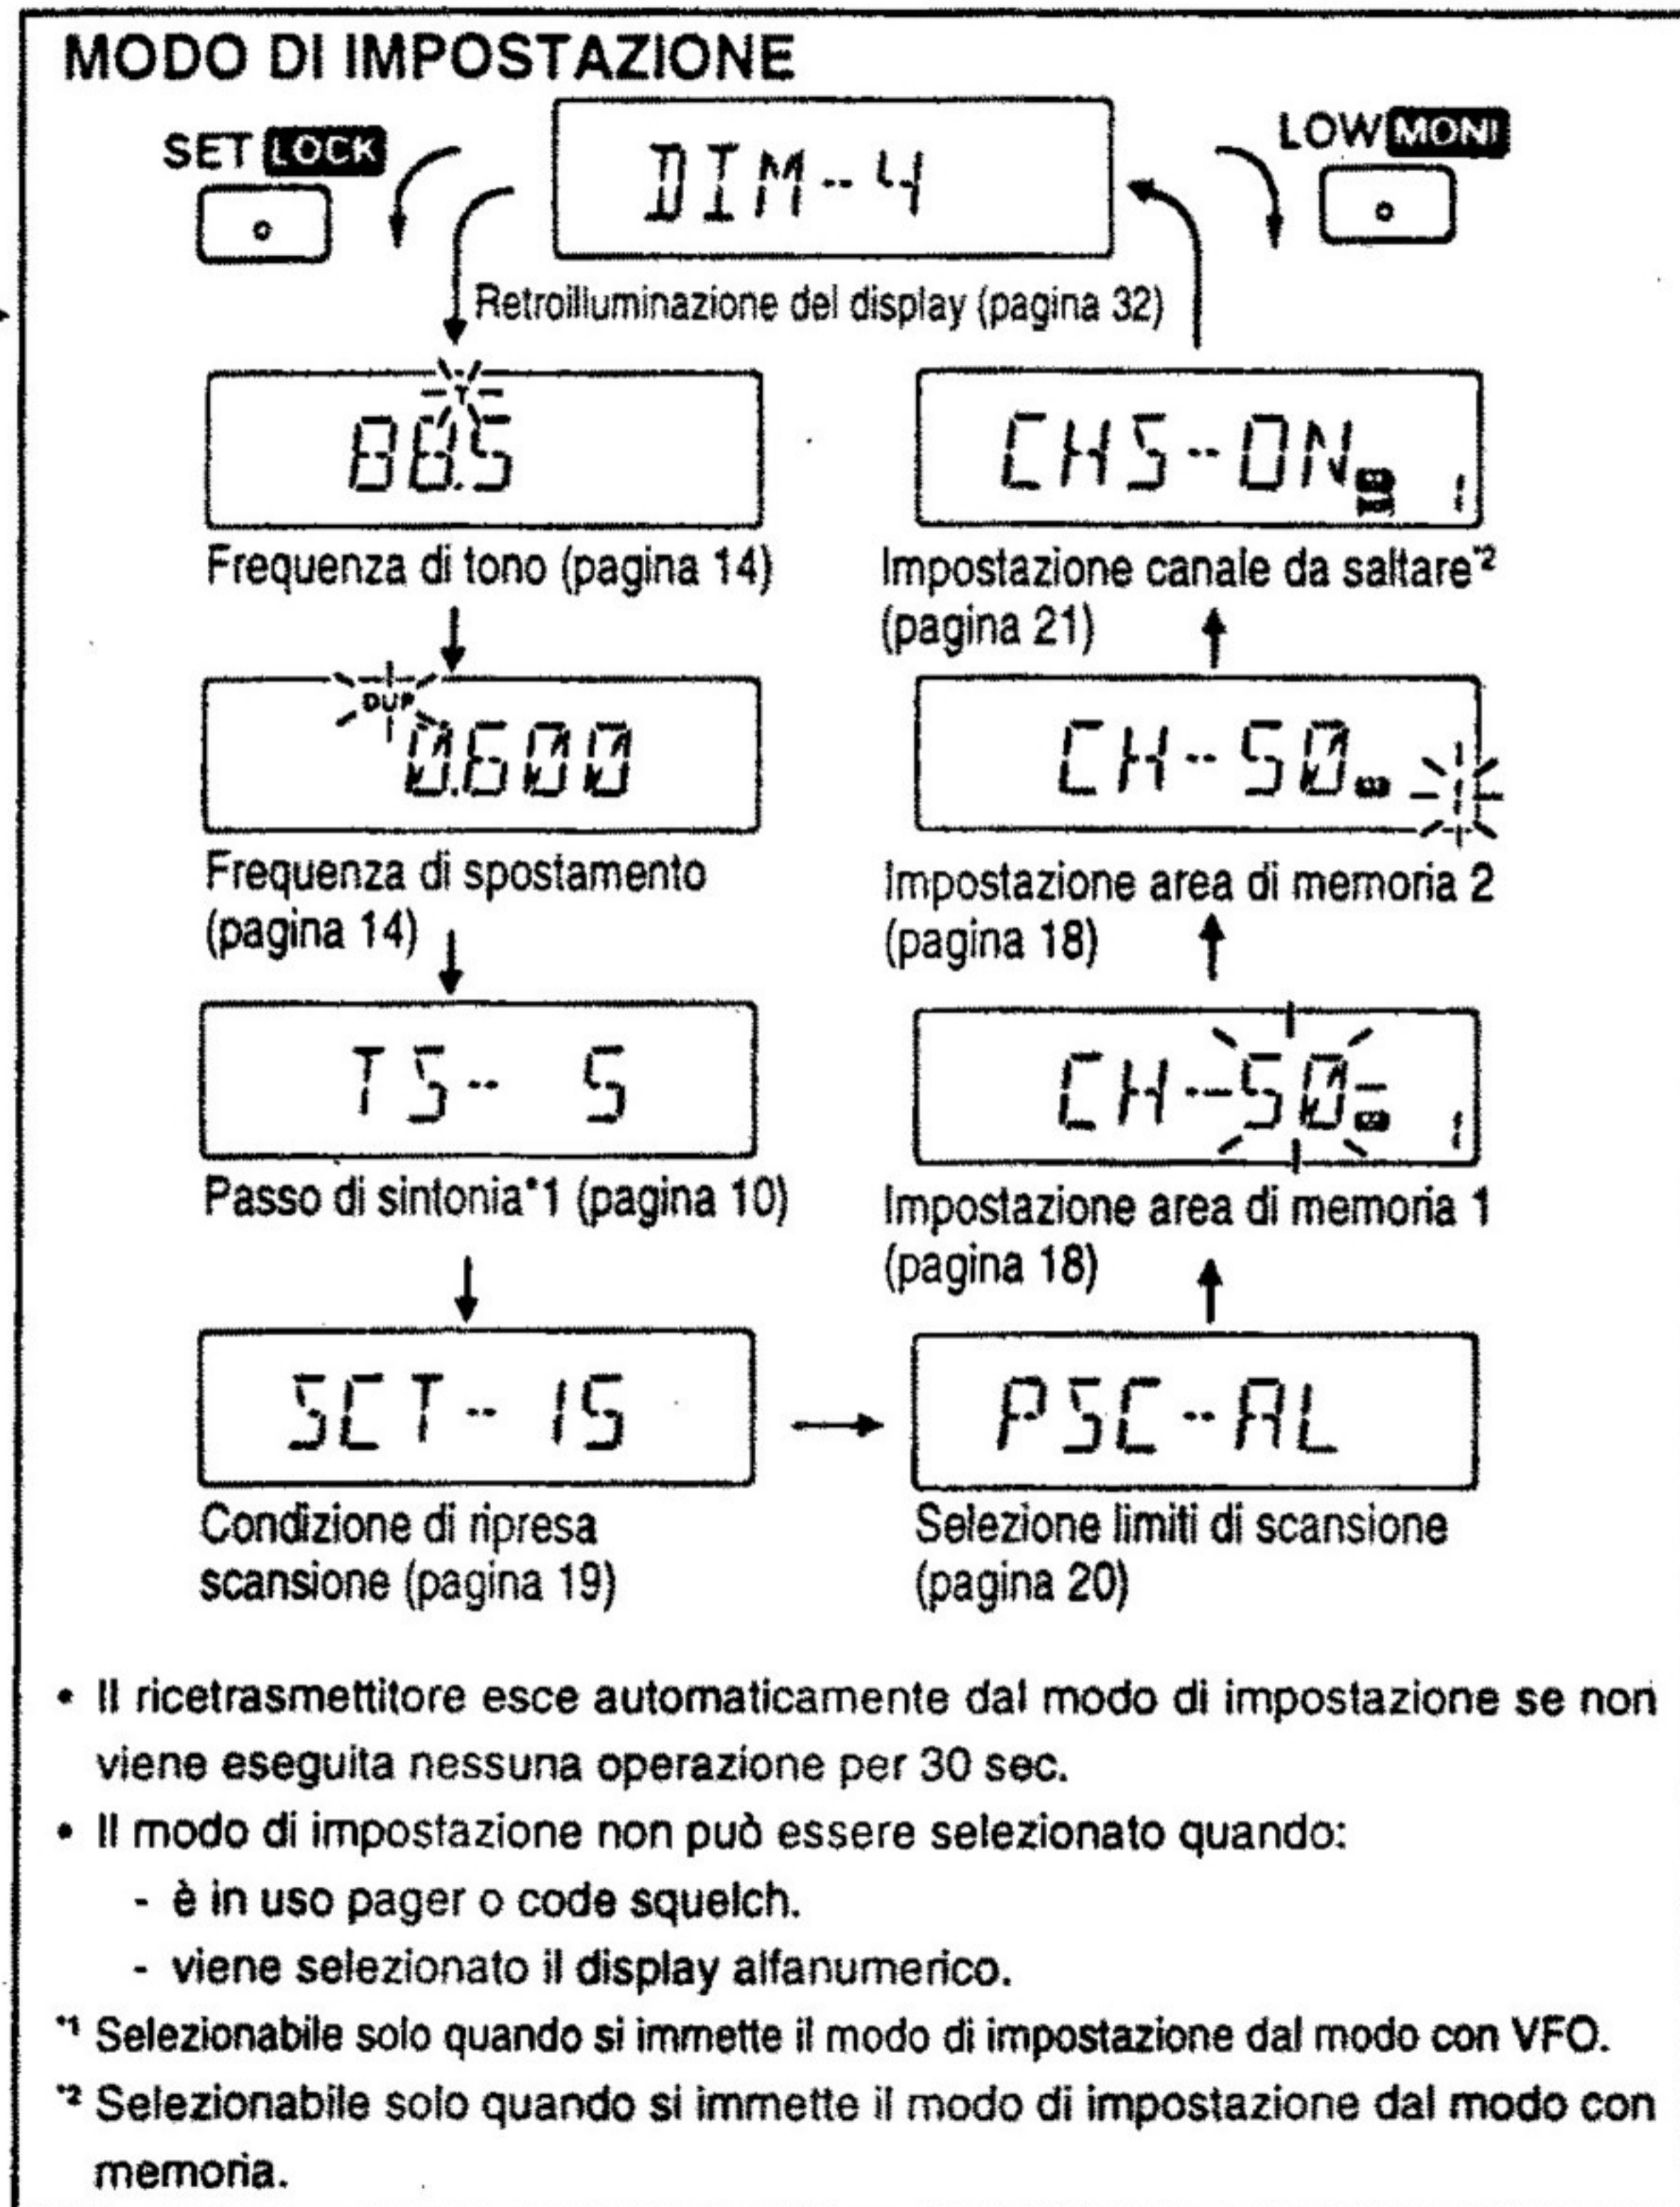 MODO DI IMPOSTAZIONE
SET LOCK
DIM-4
LOW MONI
Retroilluminazione del display (pagina 32)
T
88.5
Frequenza di tono (pagina 14)
CHS-ON
1
Impostazione canale da saltare*2
(pagina 21)
DUP
0.600
Frequenza di spostamento
(pagina 14)
CH-50
1
Impostazione area di memoria 2
(pagina 18)
TS- 5
Passo di sintonia*1 (pagina 10)
CH-50
1
Impostazione area di memoria 1
(pagina 18)
SCT-15
Condizione di ripresa
scansione (pagina 19)
PSC-AL
Selezione limiti di scansione
(pagina 20)
• Il ricetrasmettitore esce automaticamente dal modo di impostazione se non
viene eseguita nessuna operazione per 30 sec.
• Il modo di impostazione non può essere selezionato quando:
- è in uso pager o code squelch.
- viene selezionato il display alfanumerico.
*1 Selezionabile solo quando si immette il modo di impostazione dal modo con VFO.
*2 Selezionabile solo quando si immette il modo di impostazione dal modo con
memoria.